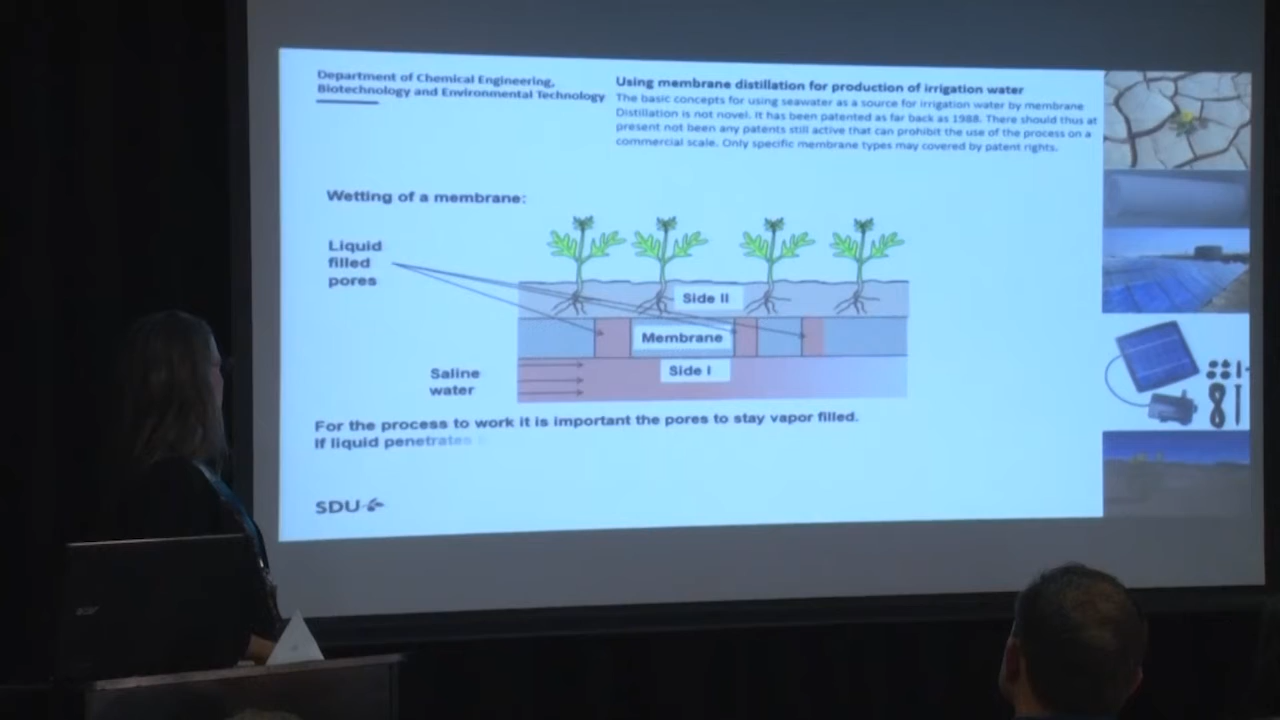 Department of Chemical Engineering,
Biotechnology and Environmental Technology
Using membrane distillation for production of irrigation water
The basic concepts for using seawater as a source for irrigation water by membrane
Distillation is not novel. It has been patented as far back as 1988. There should thus at
present not been any patents still active that can prohibit the use of the process on a
commercial scale. Only specific membrane types may covered by patent rights.
Wetting of a membrane:
Liquid
filled
pores
Side II
Membrane
Side I
Saline
water
For the process to work it is important the pores to stay vapor filled.
If liquid penetrates
SDU